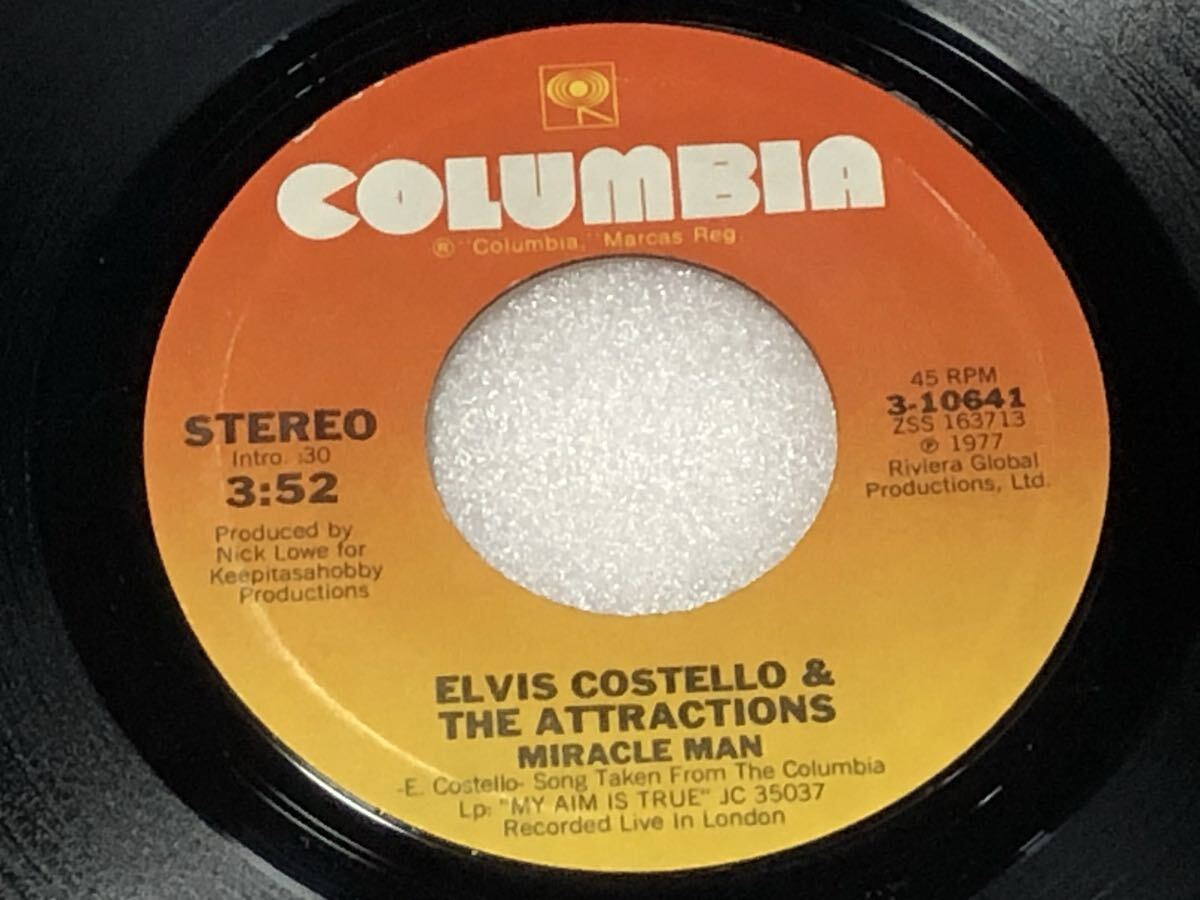 COLUMBIA
® "Columbia," Marcas Reg.
STEREO
Intro. :30
3:52
Produced by
Nick Lowe for
Keepitasahobby
Productions
45 RPM
3-10641
ZSS 163713
℗ 1977
Riviera Global
Productions, Ltd.
ELVIS COSTELLO &
THE ATTRACTIONS
MIRACLE MAN
-E. Costello- Song Taken From The Columbia
Lp: "MY AIM IS TRUE" JC 35037
Recorded Live In London